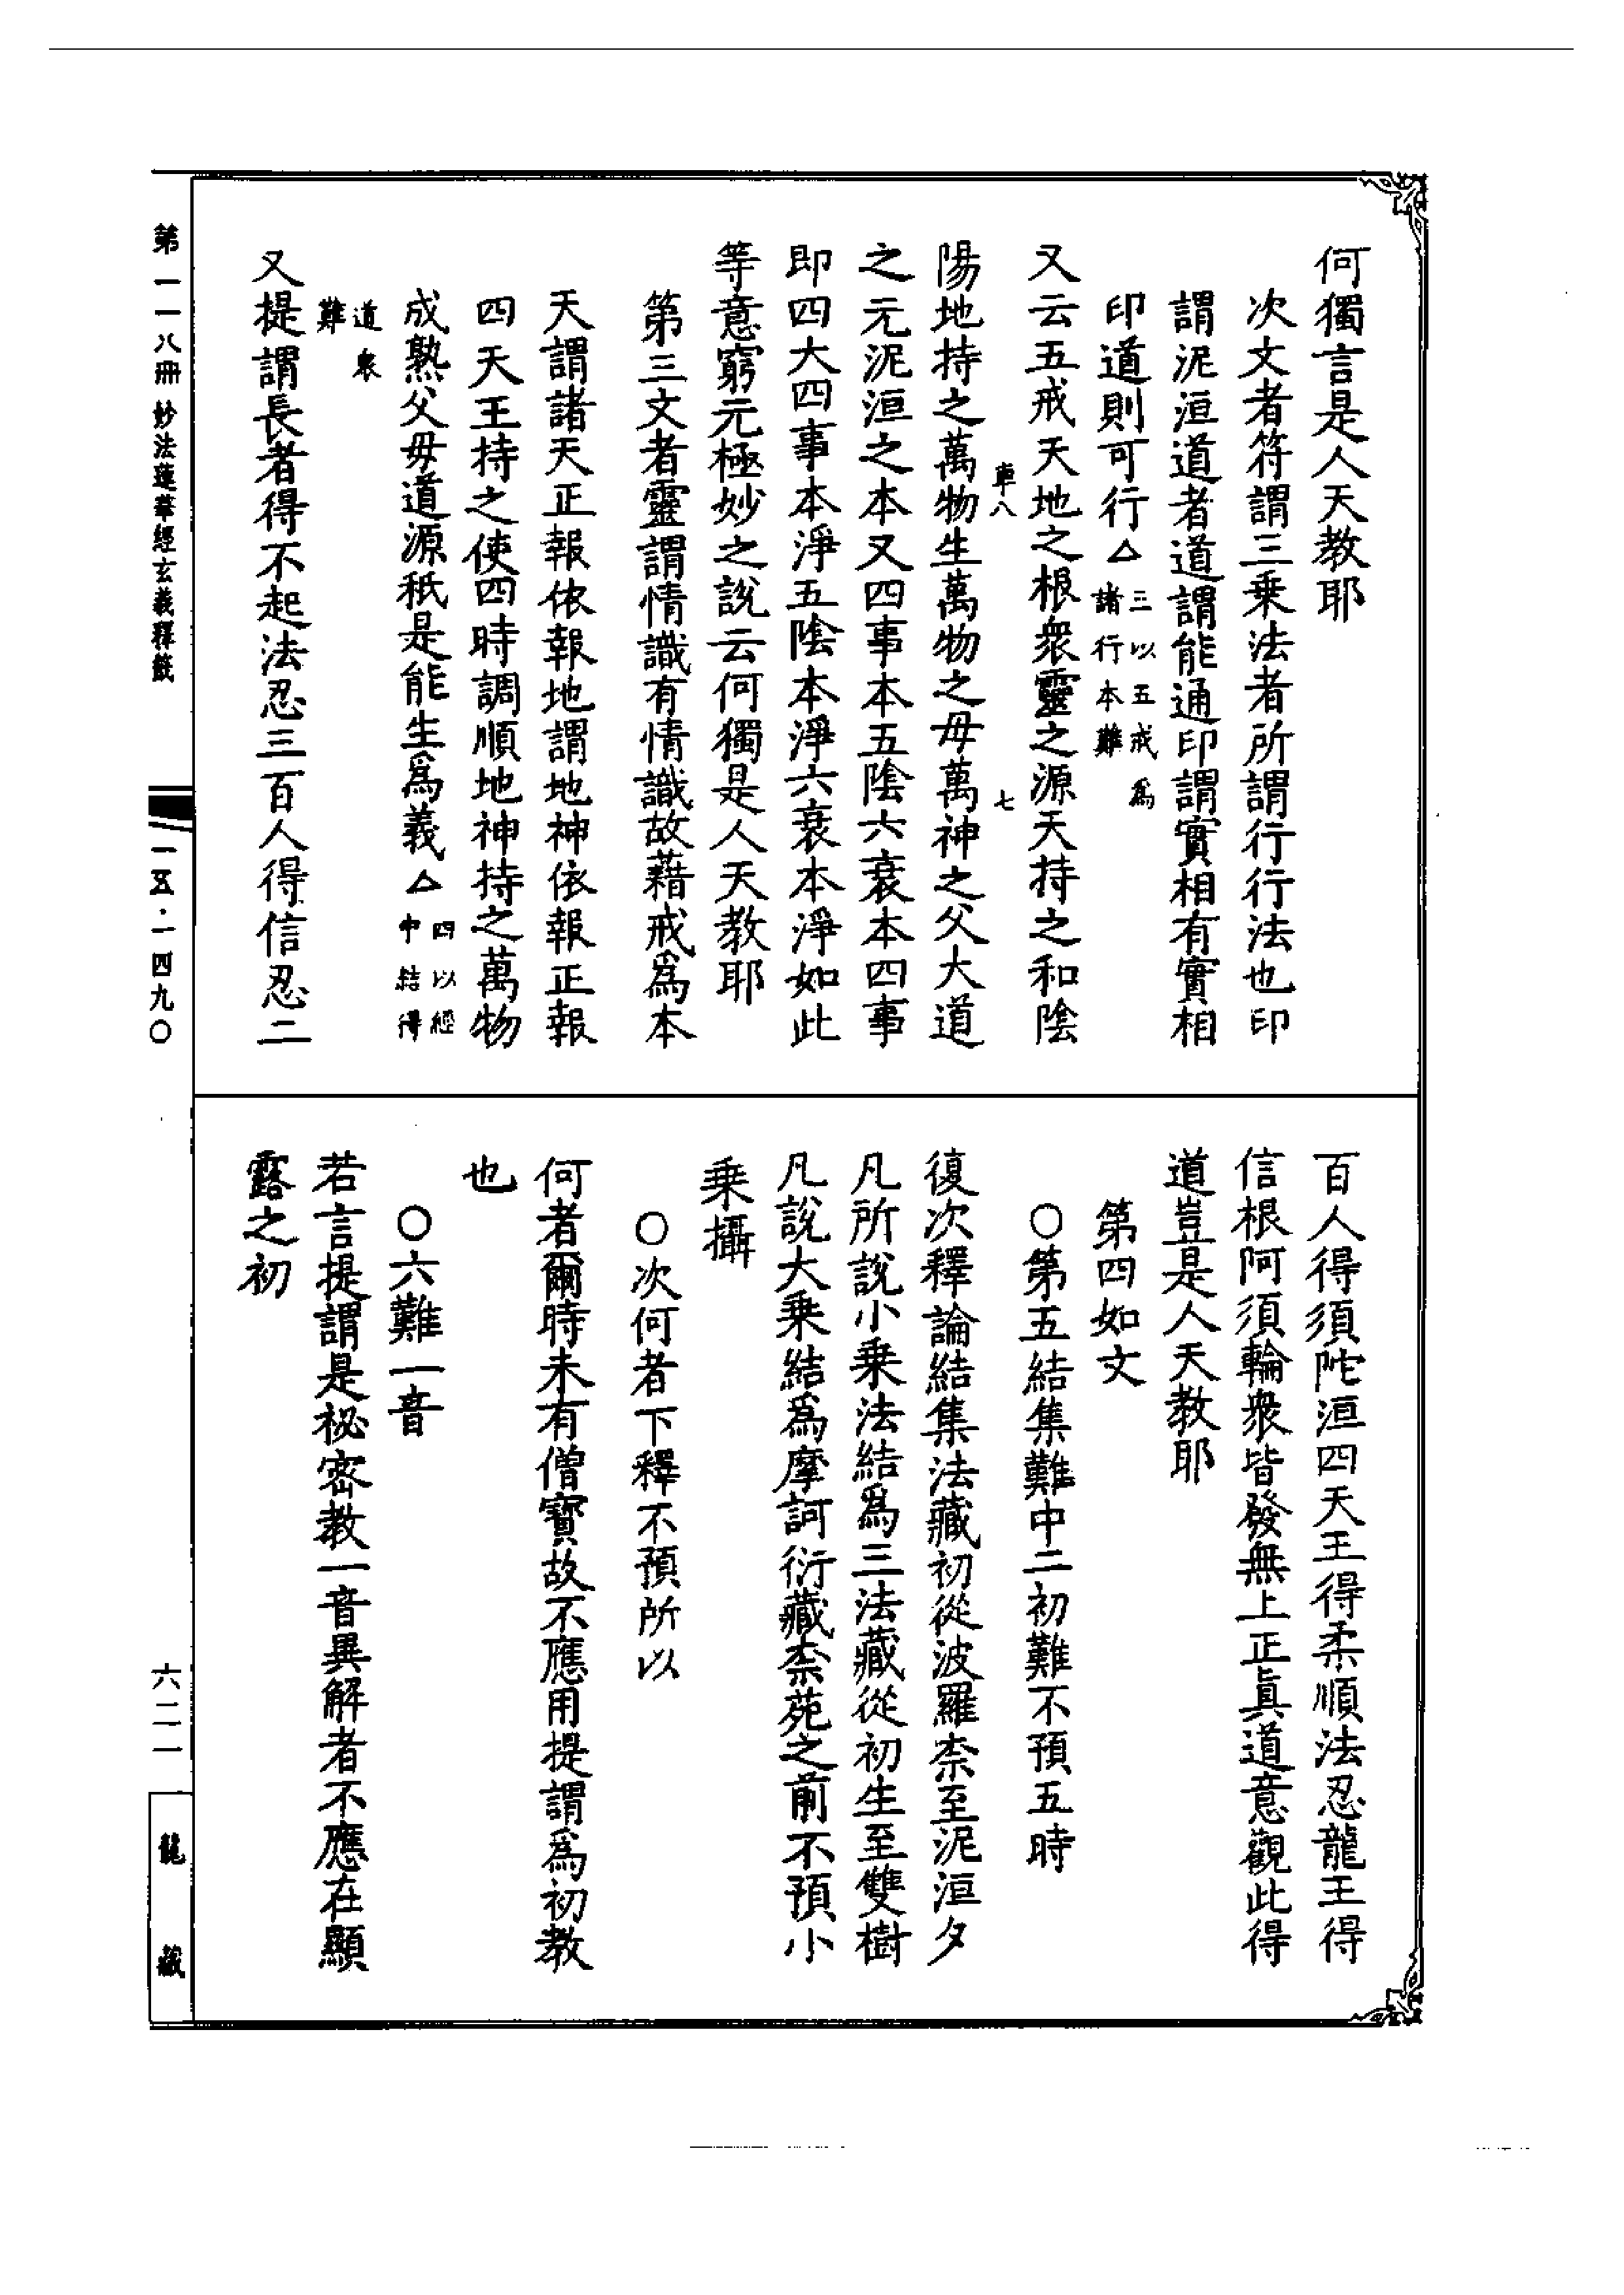 何獨言是人天教耶
次文者符謂三乘法者所謂行行法也印
謂泥洹道者道謂能通印謂實相有實相
印道則可行△三以五戒爲
諸行本難
又云五戒天地之根衆靈之源天持之和陰
車八 七
陽地持之萬物生萬物之母萬神之父大道
之元泥洹之本又四事本五陰六衰本四事
即四大四事本淨五陰本淨六衰本淨如此
等意窮元極妙之說云何獨是人天教耶
第三文者靈謂情識有情識故藉戒爲本
天謂諸天正報依報地謂地神依報正報
四天王持之使四時調順地神持之萬物
成熟父母道源秖是能生爲義△四以經
中結得
道衆
難
又提謂長者得不起法忍三百人得信忍二
百人得須陀洹四天王得柔順法忍龍王得
信根阿須輪衆皆發無上正眞道意觀此得
道豈是人天教耶
第四如文
○第五結集難中二初難不預五時
復次釋論結集法藏初從波羅柰至泥洹夕
凡所說小乘法結爲三法藏從初生至雙樹
凡說大乘結爲摩訶衍藏柰苑之前不預小
乘攝
○次何者下釋不預所以
何者爾時未有僧寶故不應用提謂爲初教
也
○六難一音
若言提謂是祕密教一音異解者不應在顯
露之初
第一一八冊 妙法蓮華經玄義釋籤
一五·一四九〇
六二一
龍藏